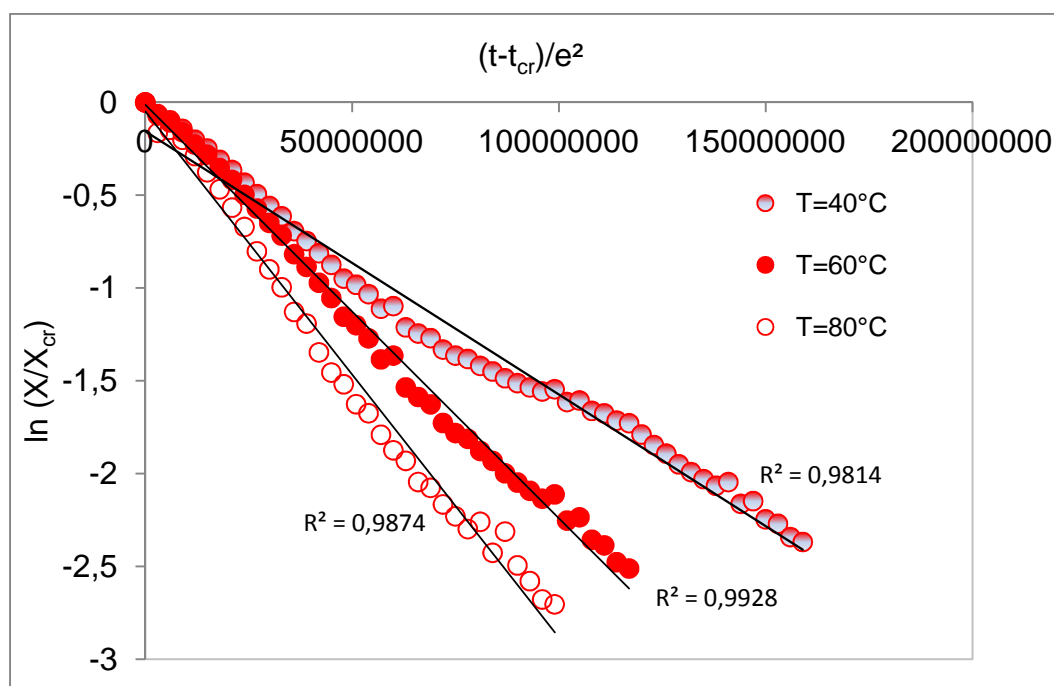 (t-tcr)/e²
0
0 50000000 100000000 150000000 200000000
-0,5
-1
-1,5
-2
-2,5
-3
ln (X/Xcr)
T=40°C
T=60°C
T=80°C
R² = 0,9814
R² = 0,9874
R² = 0,9928